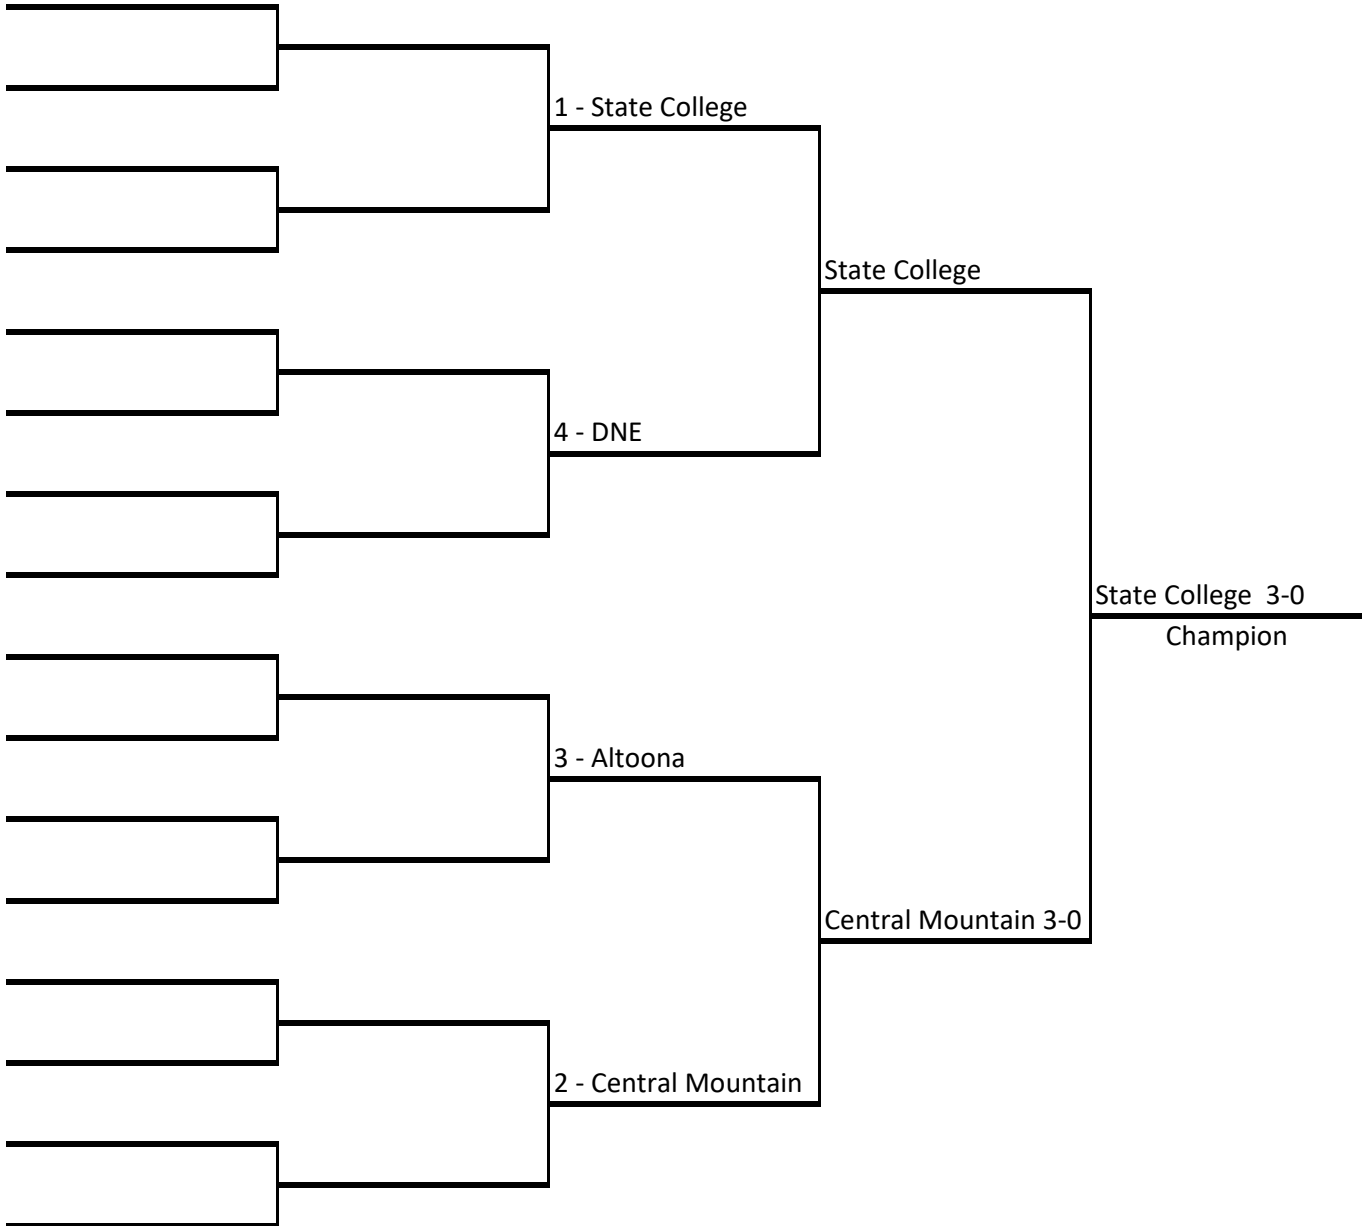 1 - State College
State College
4 - DNE
State College  3-0
Champion
3 - Altoona
Central Mountain 3-0
2 - Central Mountain